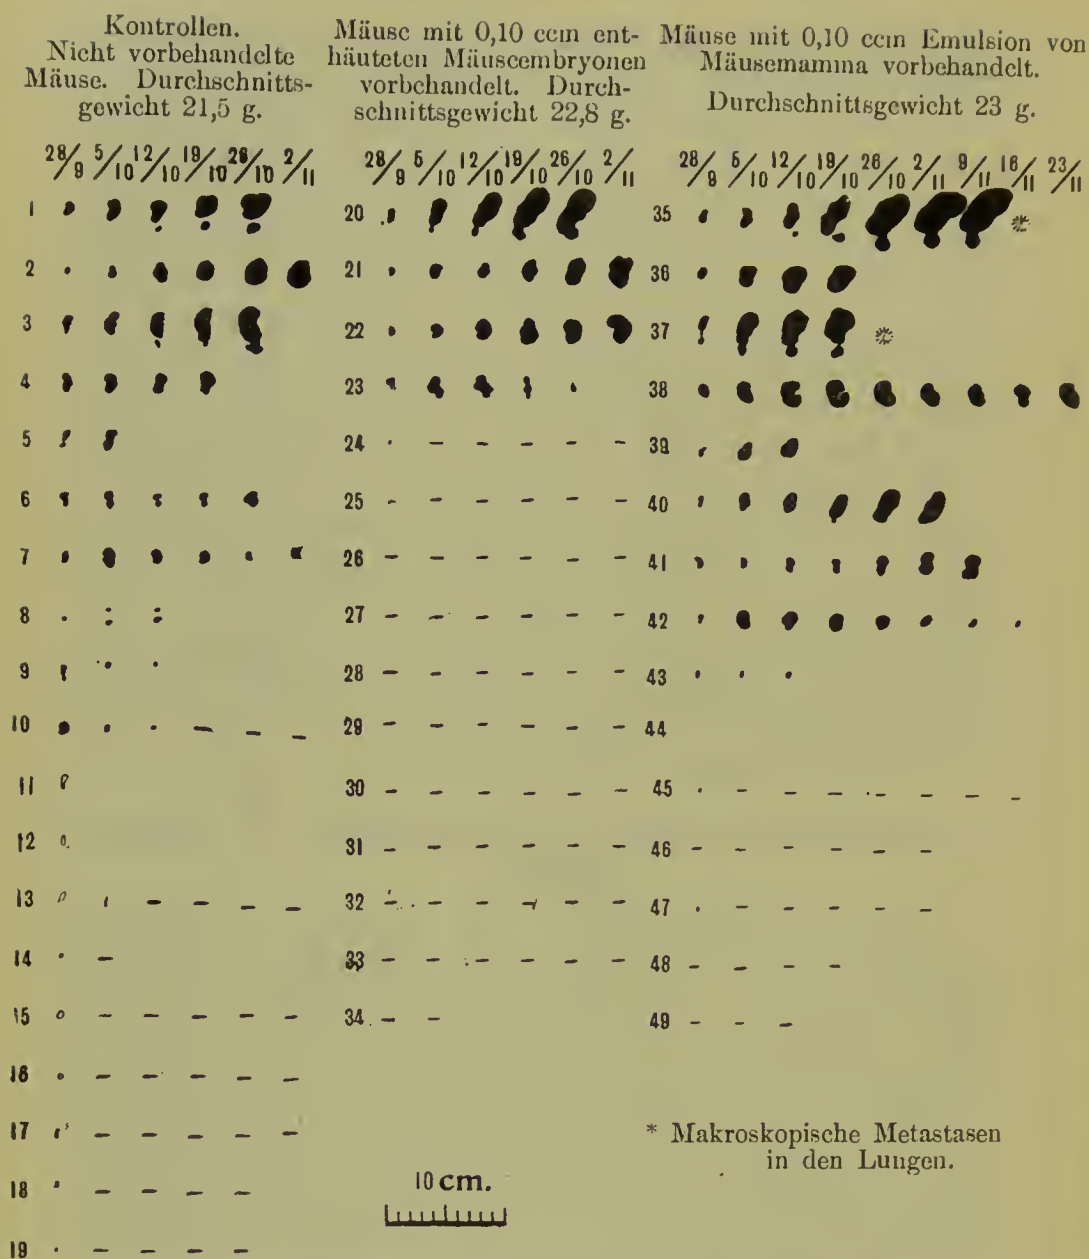 Kontrollen.
Nicht vorbehandelte
Mäuse. Durchschnitts-
gewicht 21,5 g.
Mäuse mit 0,10 ccm ent-
häuteten Mäuseembryonen
vorbehandelt. Durch-
schnittsgewicht 22,8 g.
Mäuse mit 0,10 ccm Emulsion von
Mäusemamma vorbehandelt.
Durchschnittsgewicht 23 g.
28/9 5/10 12/10 19/10 26/10 2/11
1
2
3
4
5
6
7
8
9
10 – – –
11
12
13 – – – –
14 –
15 – – – – –
16 – – – – –
17 – – – – –
18 – – – –
19 – – – –
28/9 5/10 12/10 19/10 26/10 2/11
20
21
22
23
24 – – – – –
25 – – – – – –
26 – – – – – –
27 – – – – – –
28 – – – – – –
29 – – – – – –
30 – – – – – –
31 – – – – – –
32 – – – – – –
33 – – – – – –
34 – –
28/9 5/10 12/10 19/10 26/10 2/11 9/11 16/11 23/11
35 *
36
37 *
38
39
40
41
42
43
44
45 – – – – – – –
46 – – – – – –
47 – – – – –
48 – – – –
49 – – –
* Makroskopische Metastasen
in den Lungen.
10 cm.